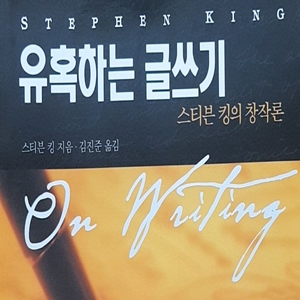 STEPHEN KING
유혹하는 글쓰기
스티븐 킹의 창작론
스티븐 킹 지음·김진준 옮김
On Writing